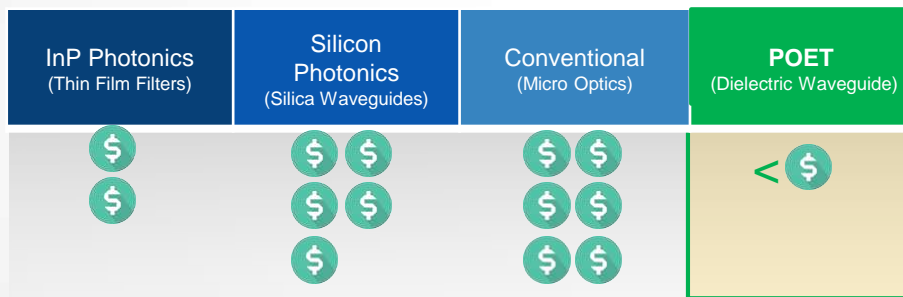 InP Photonics
(Thin Film Filters)
Silicon
Photonics
(Silica Waveguides)
Conventional
(Micro Optics)
POET
(Dielectric Waveguide)
$ $ $ $ $ < $
$ $ $ $ $
$ $ $